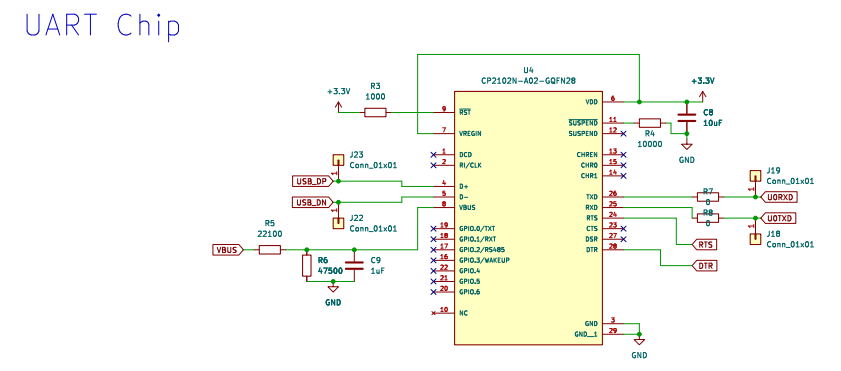 UART Chip
U4
CP2102N-A02-GQFN28
+3.3V
R3
1000
9
RST
7
VREGIN
1
DCD
2
RI/CLK
J23
Conn_01x01
1
USB_DP
4
D+
USB_DN
5
D-
8
VBUS
1
J22
Conn_01x01
R5
22100
VBUS
R6
47500
C9
1uF
GND
19
GPIO.0/TXT
18
GPIO.1/RXT
17
GPIO.2/RS485
16
GPIO.3/WAKEUP
22
GPIO.4
21
GPIO.5
20
GPIO.6
10
NC
VDD
6
+3.3V
C8
10uF
SUSPEND
11
SUSPEND
12
R4
10000
GND
CHREN
13
CHR0
15
CHR1
14
J19
Conn_01x01
1
TXD
26
R7
0
U0RXD
RXD
25
R8
0
U0TXD
RTS
24
CTS
23
DSR
27
DTR
28
1
J18
Conn_01x01
RTS
DTR
GND
3
GND__1
29
GND